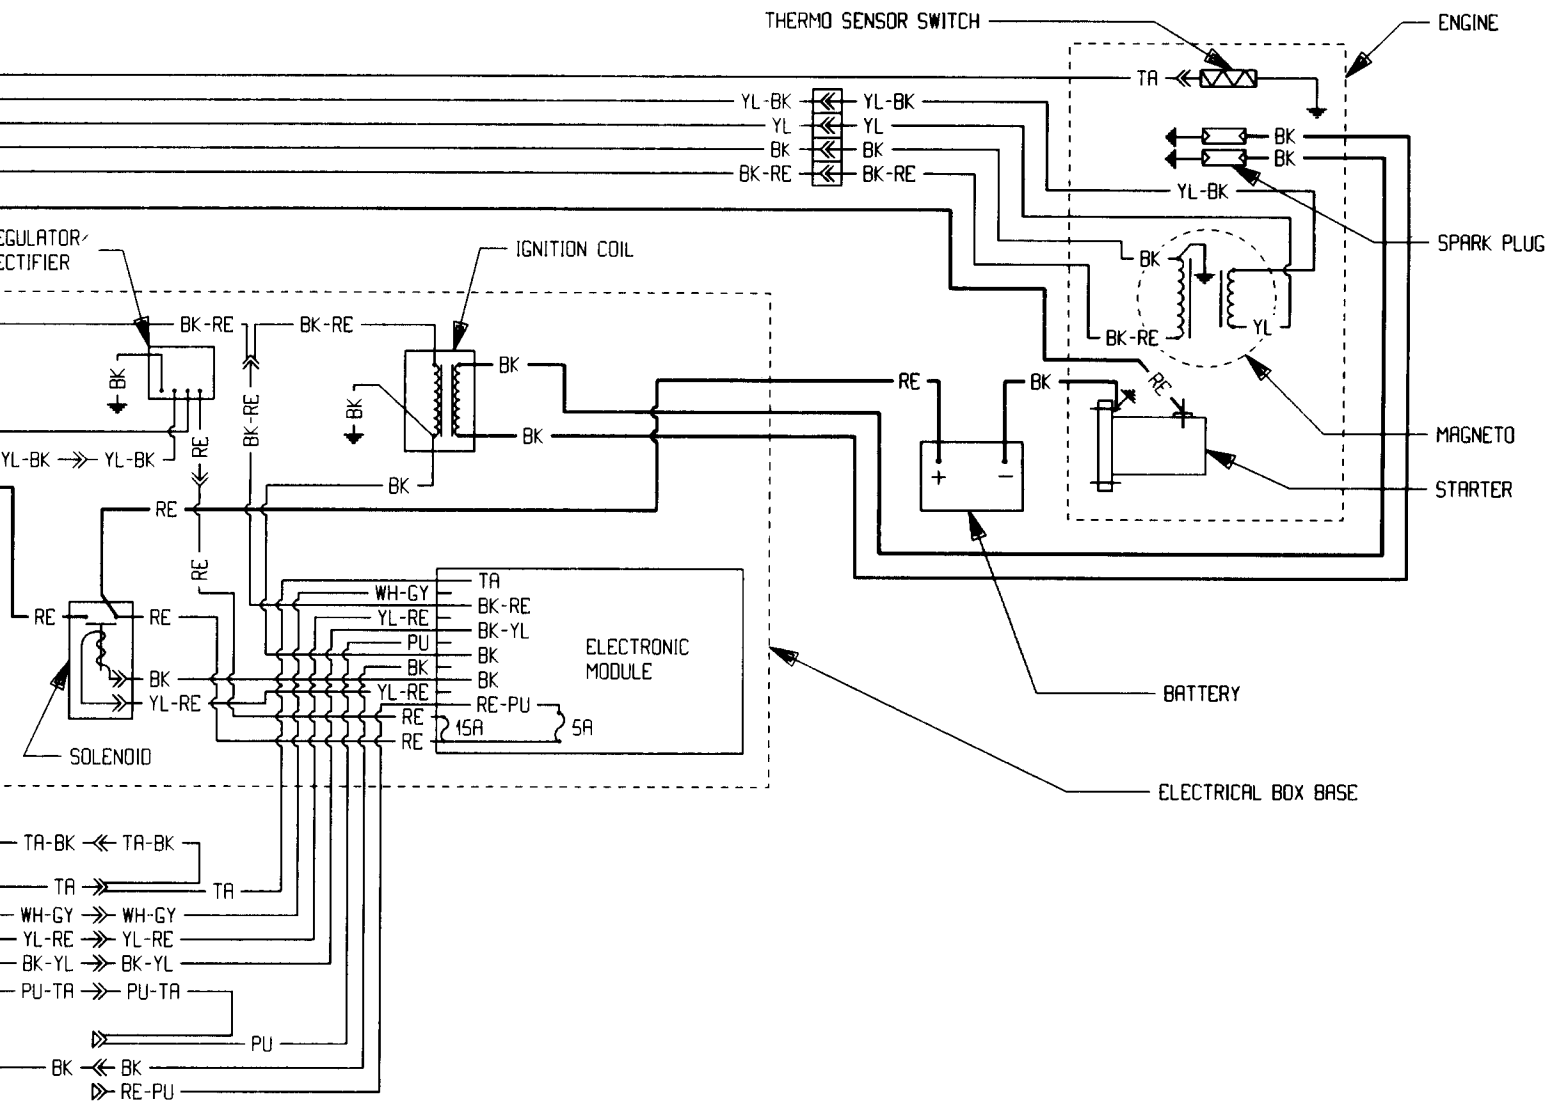 THERMO SENSOR SWITCH
ENGINE
TA
YL-BK YL-BK
YL YL
BK BK
BK-RE BK-RE
BK
BK
YL-BK
SPARK PLUG
EGULATOR/
ECTIFIER
IGNITION COIL
BK
YL
BK-RE
BK-RE BK-RE
BK
RE BK
RE
BK
BK-RE
BK
BK
MAGNETO
RE
YL-BK YL-BK
BK
+ -
STARTER
RE
RE
TA
WH-GY
BK-RE
YL-RE
BK-YL
PU
BK
BK
BK
YL-RE
RE-PU
RE
15A
5A
RE
ELECTRONIC
MODULE
RE RE
BK
YL-RE
SOLENOID
BATTERY
ELECTRICAL BOX BASE
TA-BK TA-BK
TA TA
WH-GY WH-GY
YL-RE YL-RE
BK-YL BK-YL
PU-TA PU-TA
PU
BK BK
RE-PU